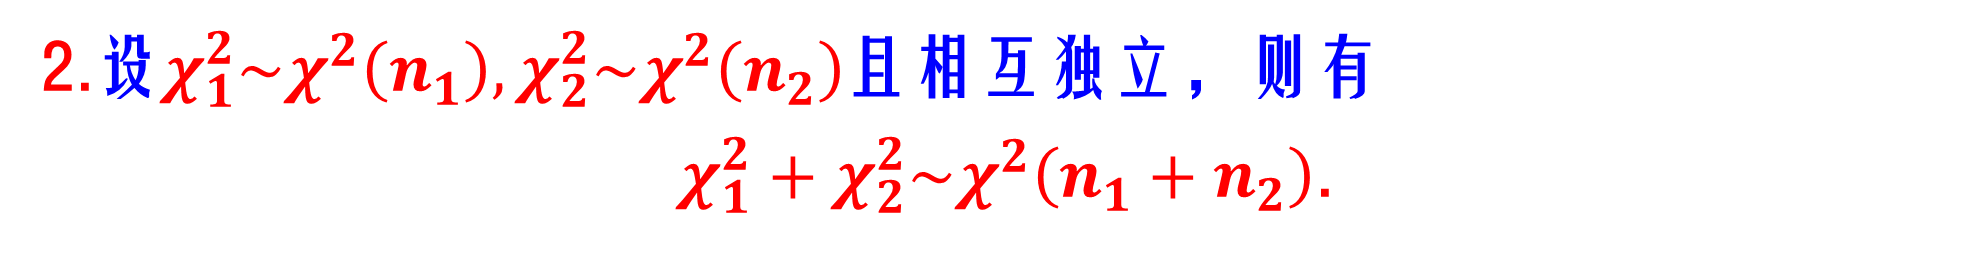 2.设χ₁²~χ²(n₁),χ₂²~χ²(n₂)且相互独立，则有
χ₁² + χ₂²~χ²(n₁ + n₂).